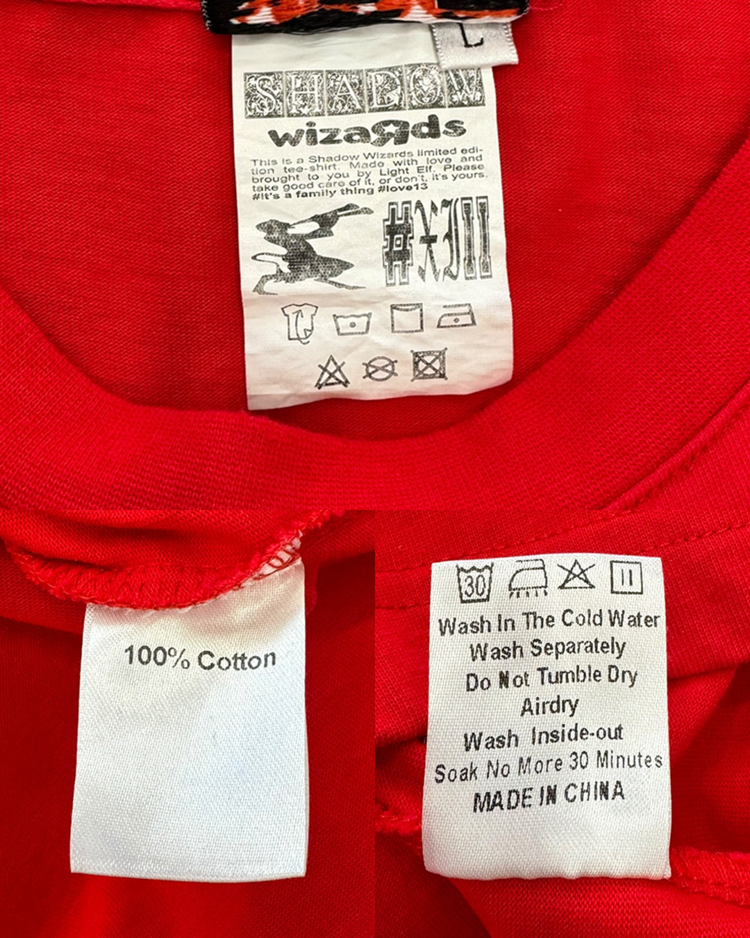 L
SHADOW
wizaЯds
This is a Shadow Wizards limited edi-
tion tee-shirt. Made with love and
brought to you by Light Elf. Please
take good care of it, or don't, it's yours.
#It's a family thing #love13
#XIII
30
Wash In The Cold Water
Wash Separately
Do Not Tumble Dry
Airdry
Wash Inside-out
Soak No More 30 Minutes
MADE IN CHINA
100% Cotton